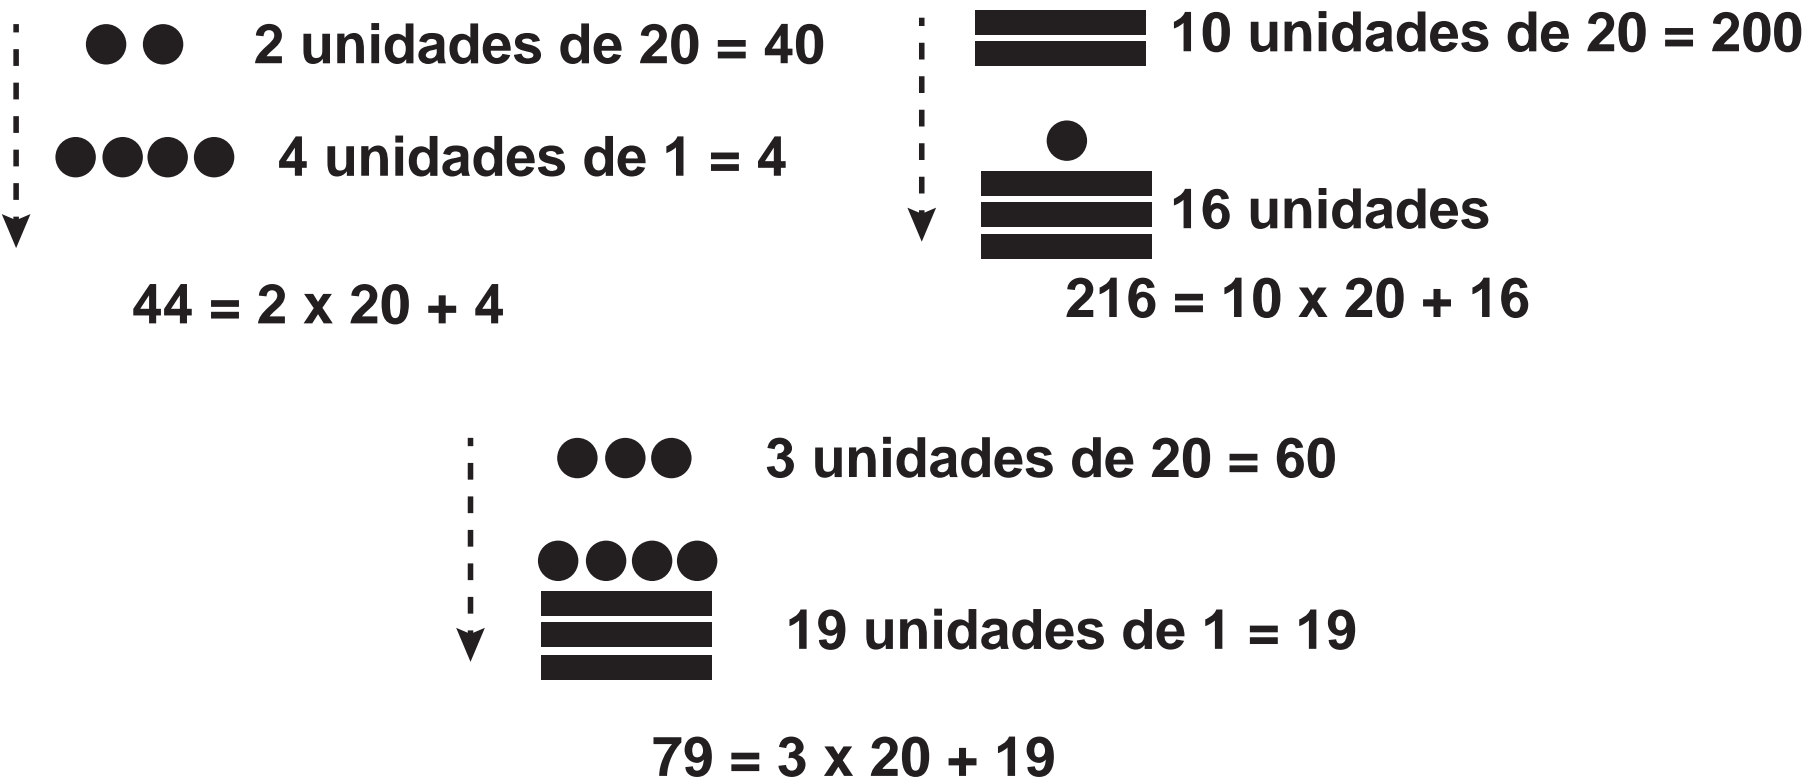 2 unidades de 20 = 40
4 unidades de 1 = 4
44 = 2 x 20 + 4
10 unidades de 20 = 200
16 unidades
216 = 10 x 20 + 16
3 unidades de 20 = 60
19 unidades de 1 = 19
79 = 3 x 20 + 19